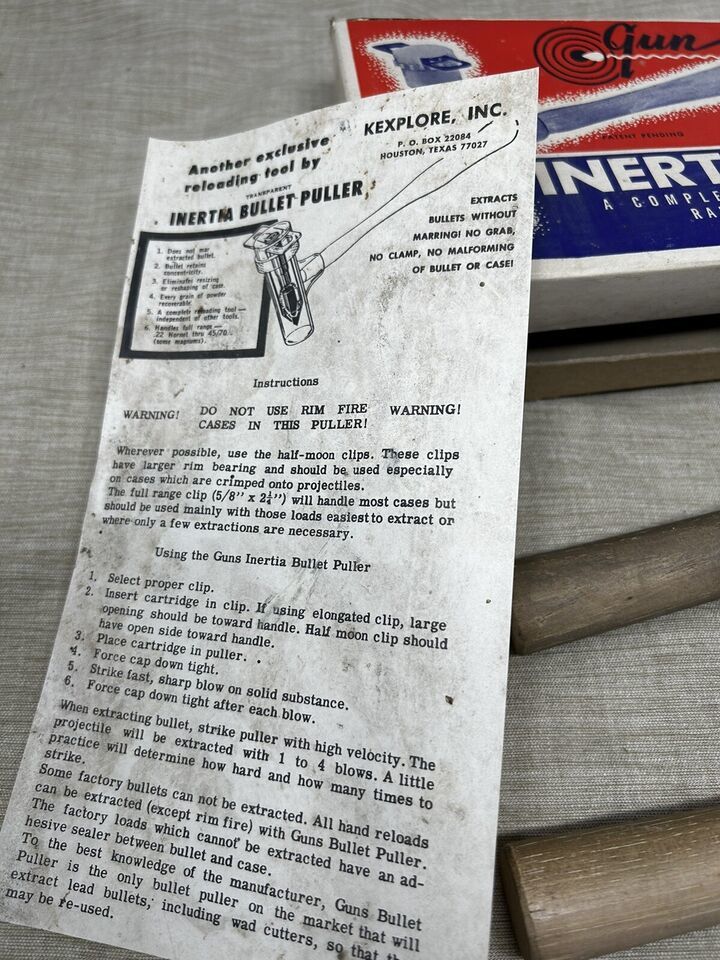 Another exclusive
reloading tool by
KEXPLORE, INC.
P. O. BOX 22084
HOUSTON, TEXAS 77027
TRANSPARENT
INERTIA BULLET PULLER
EXTRACTS
BULLETS WITHOUT
MARRING! NO GRAB,
NO CLAMP, NO MALFORMING
OF BULLET OR CASE!
1. Does not mar
extracted bullet.
2. Bullet retains
concentricity.
3. Eliminates resizing
or reshaping of case.
4. Every grain of powder
recoverable.
5. A complete reloading tool —
independent of other tools.
6. Handles full range —
.22 Hornet thru 45/70
(some magnums).
Instructions
WARNING! DO NOT USE RIM FIRE WARNING!
CASES IN THIS PULLER!
Wherever possible, use the half-moon clips. These clips
have larger rim bearing and should be used especially
on cases which are crimped onto projectiles.
The full range clip (5/8" x 2¼") will handle most cases but
should be used mainly with those loads easiest to extract or
where only a few extractions are necessary.
Using the Guns Inertia Bullet Puller
1. Select proper clip.
2. Insert cartridge in clip. If using elongated clip, large
opening should be toward handle. Half moon clip should
have open side toward handle.
3. Place cartridge in puller.
4. Force cap down tight.
5. Strike fast, sharp blow on solid substance.
6. Force cap down tight after each blow.
When extracting bullet, strike puller with high velocity. The
projectile will be extracted with 1 to 4 blows. A little
practice will determine how hard and how many times to
strike.
Some factory bullets can not be extracted. All hand reloads
can be extracted (except rim fire) with Guns Bullet Puller.
The factory loads which cannot be extracted have an ad-
hesive sealer between bullet and case.
To the best knowledge of the manufacturer, Guns Bullet
Puller is the only bullet puller on the market that will
extract lead bullets, including wad cutters, so that
may be re-used.
Gun
PATENT PENDING
INERT
A COMPLE
RA